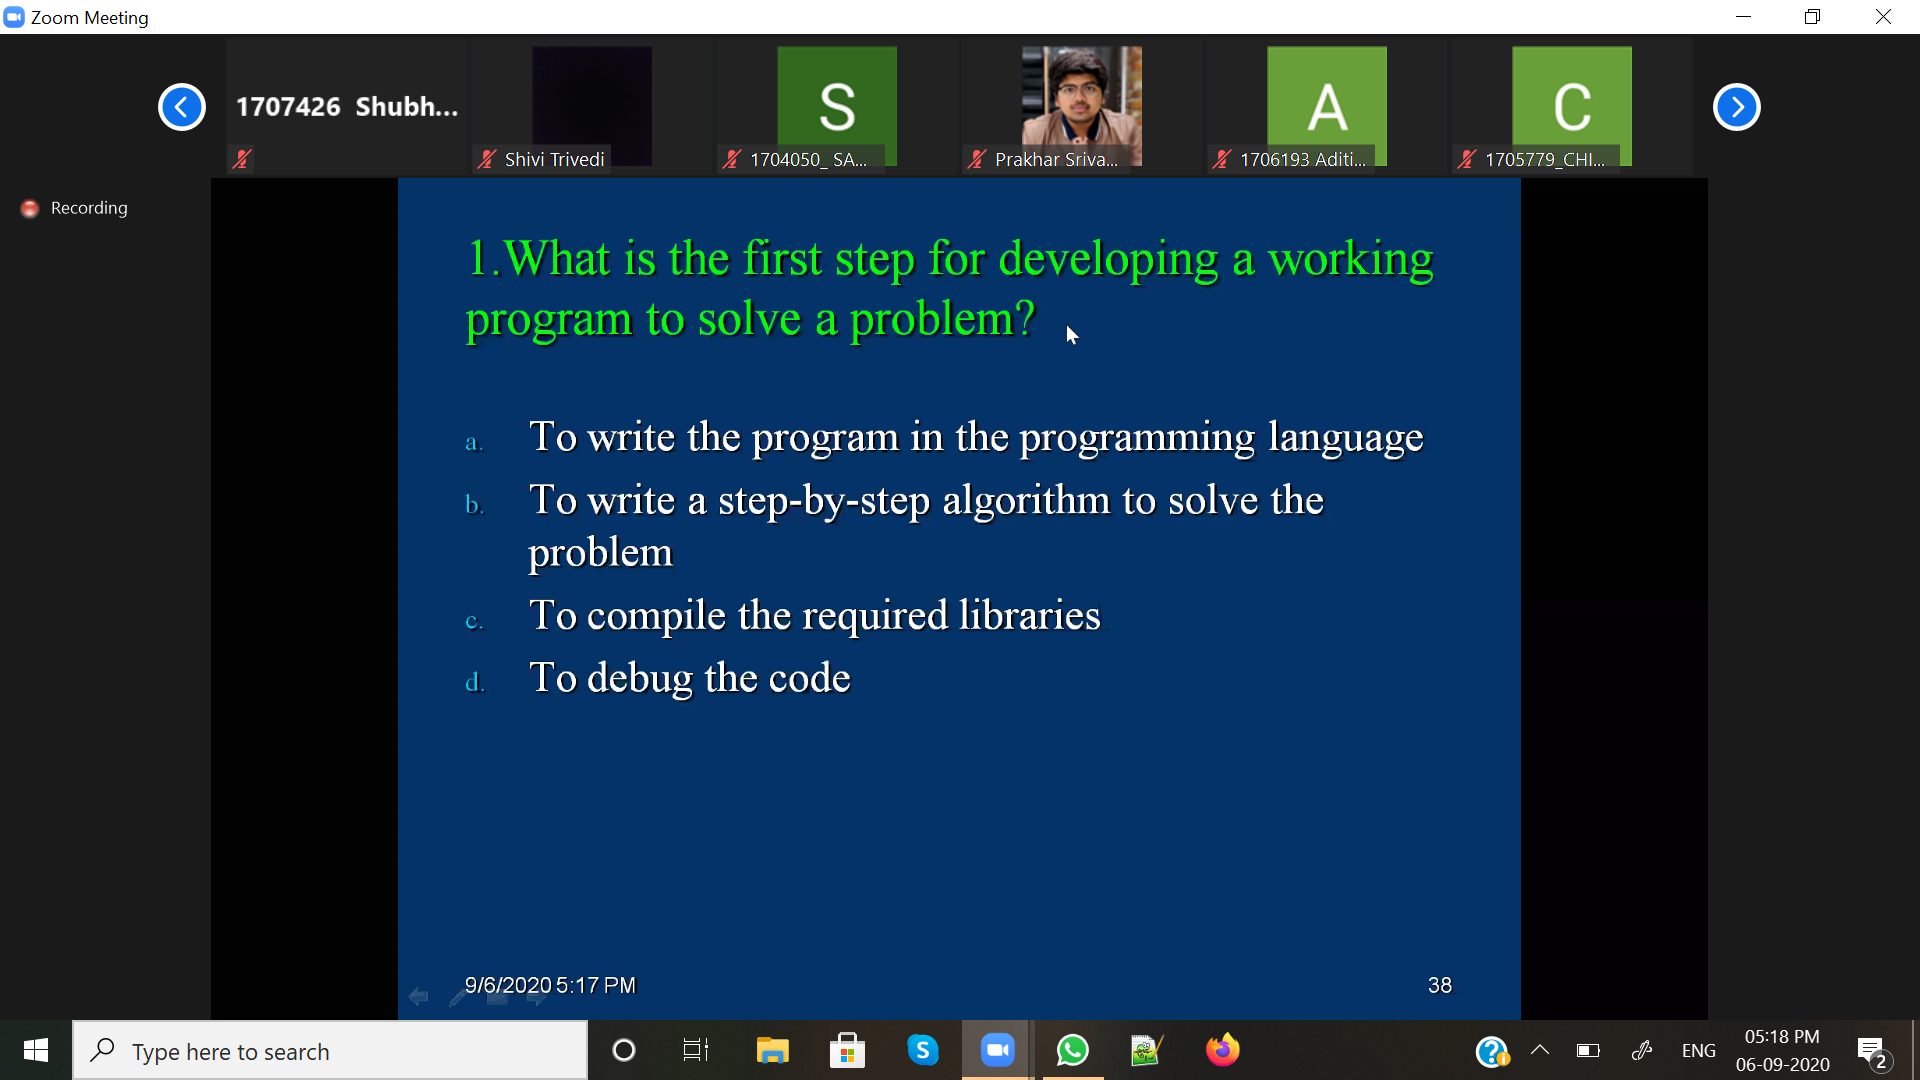 Zoom Meeting
1707426 Shubh...
S
A
C
Shivi Trivedi
1704050_ SA...
Prakhar Sriva...
1706193 Aditi...
1705779_CHI...
Recording
1.What is the first step for developing a working
program to solve a problem?
a. To write the program in the programming language
b. To write a step-by-step algorithm to solve the
problem
c. To compile the required libraries
d. To debug the code
9/6/2020 5:17 PM
38
Type here to search
S
ENG
05:18 PM
06-09-2020
2